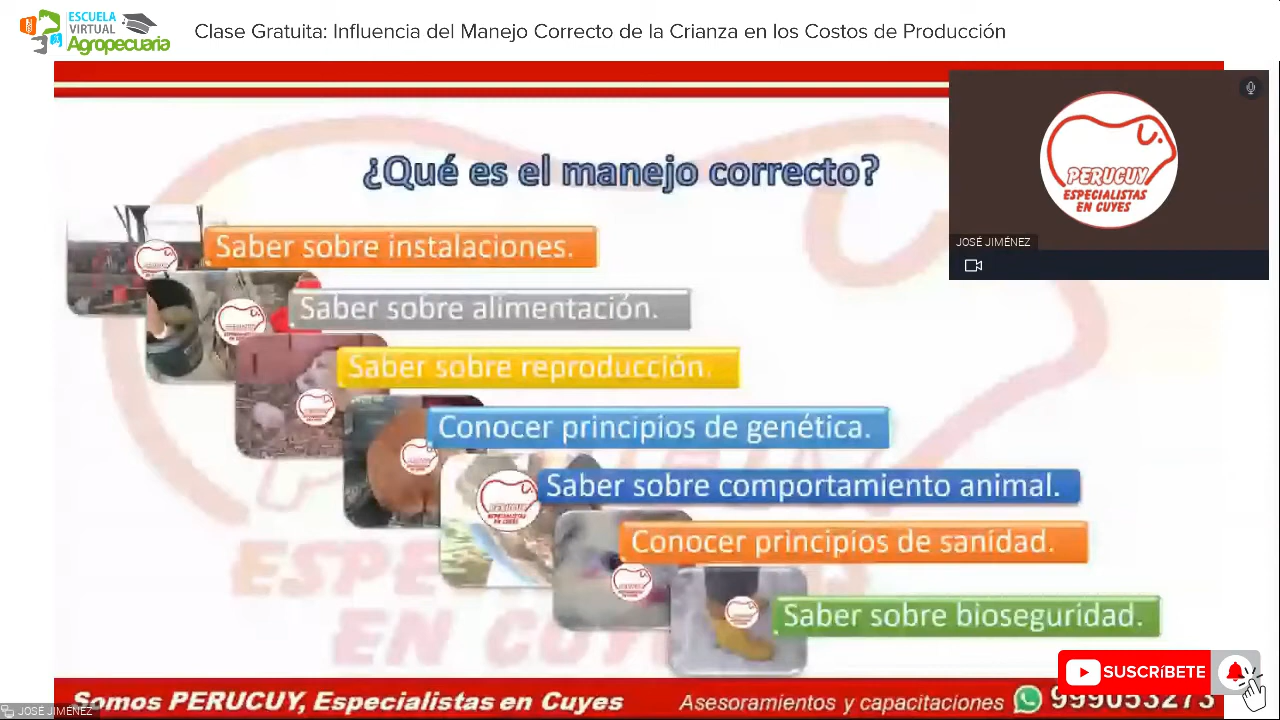 ESCUELA
VIRTUAL
Agropecuaria
Clase Gratuita: Influencia del Manejo Correcto de la Crianza en los Costos de Producción
¿Qué es el manejo correcto?
PERUCUY
ESPECIALISTAS
EN CUYES
JOSÉ JIMÉNEZ
Saber sobre instalaciones.
Saber sobre alimentación.
Saber sobre reproducción.
Conocer principios de genética.
Saber sobre comportamiento animal.
Conocer principios de sanidad.
Saber sobre bioseguridad.
SUSCRíBETE
Somos PERUCUY, Especialistas en Cuyes
Asesoramientos y capacitaciones
999053273
JOSÉ JIMÉNEZ